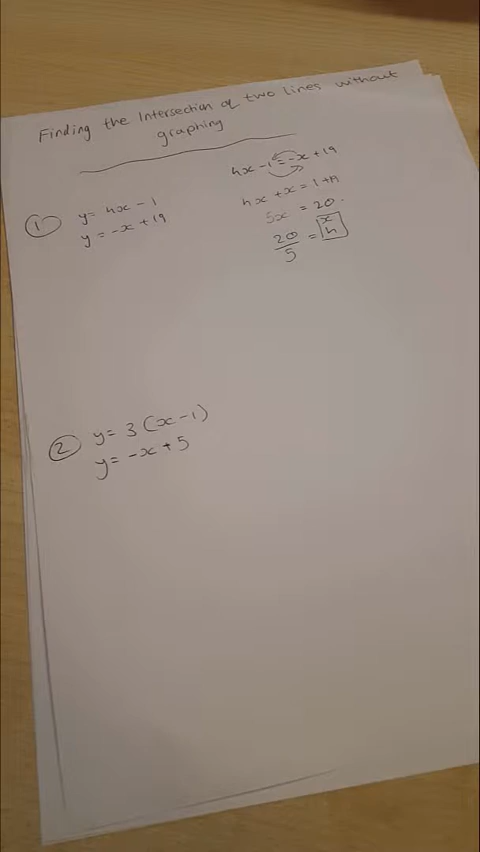 Finding the Intersection of two lines without
graphing
1 y = 4x - 1
y = -x + 19
4x - 1 = -x + 19
4x + x = 1 + 19
5x = 20.
20/5 = x
4
2 y = 3(x - 1)
y = -x + 5